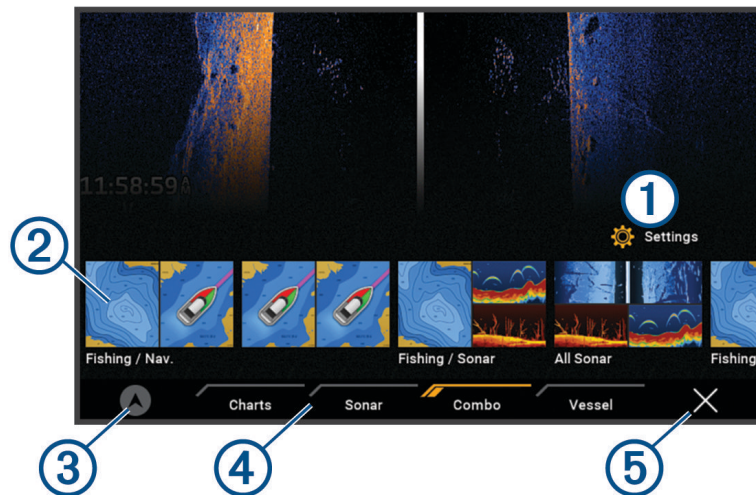 11:58:59A
1
Settings
2
Fishing / Nav.
Fishing / Sonar
All Sonar
Fishing
Charts
Sonar
Combo
Vessel
3
4
5